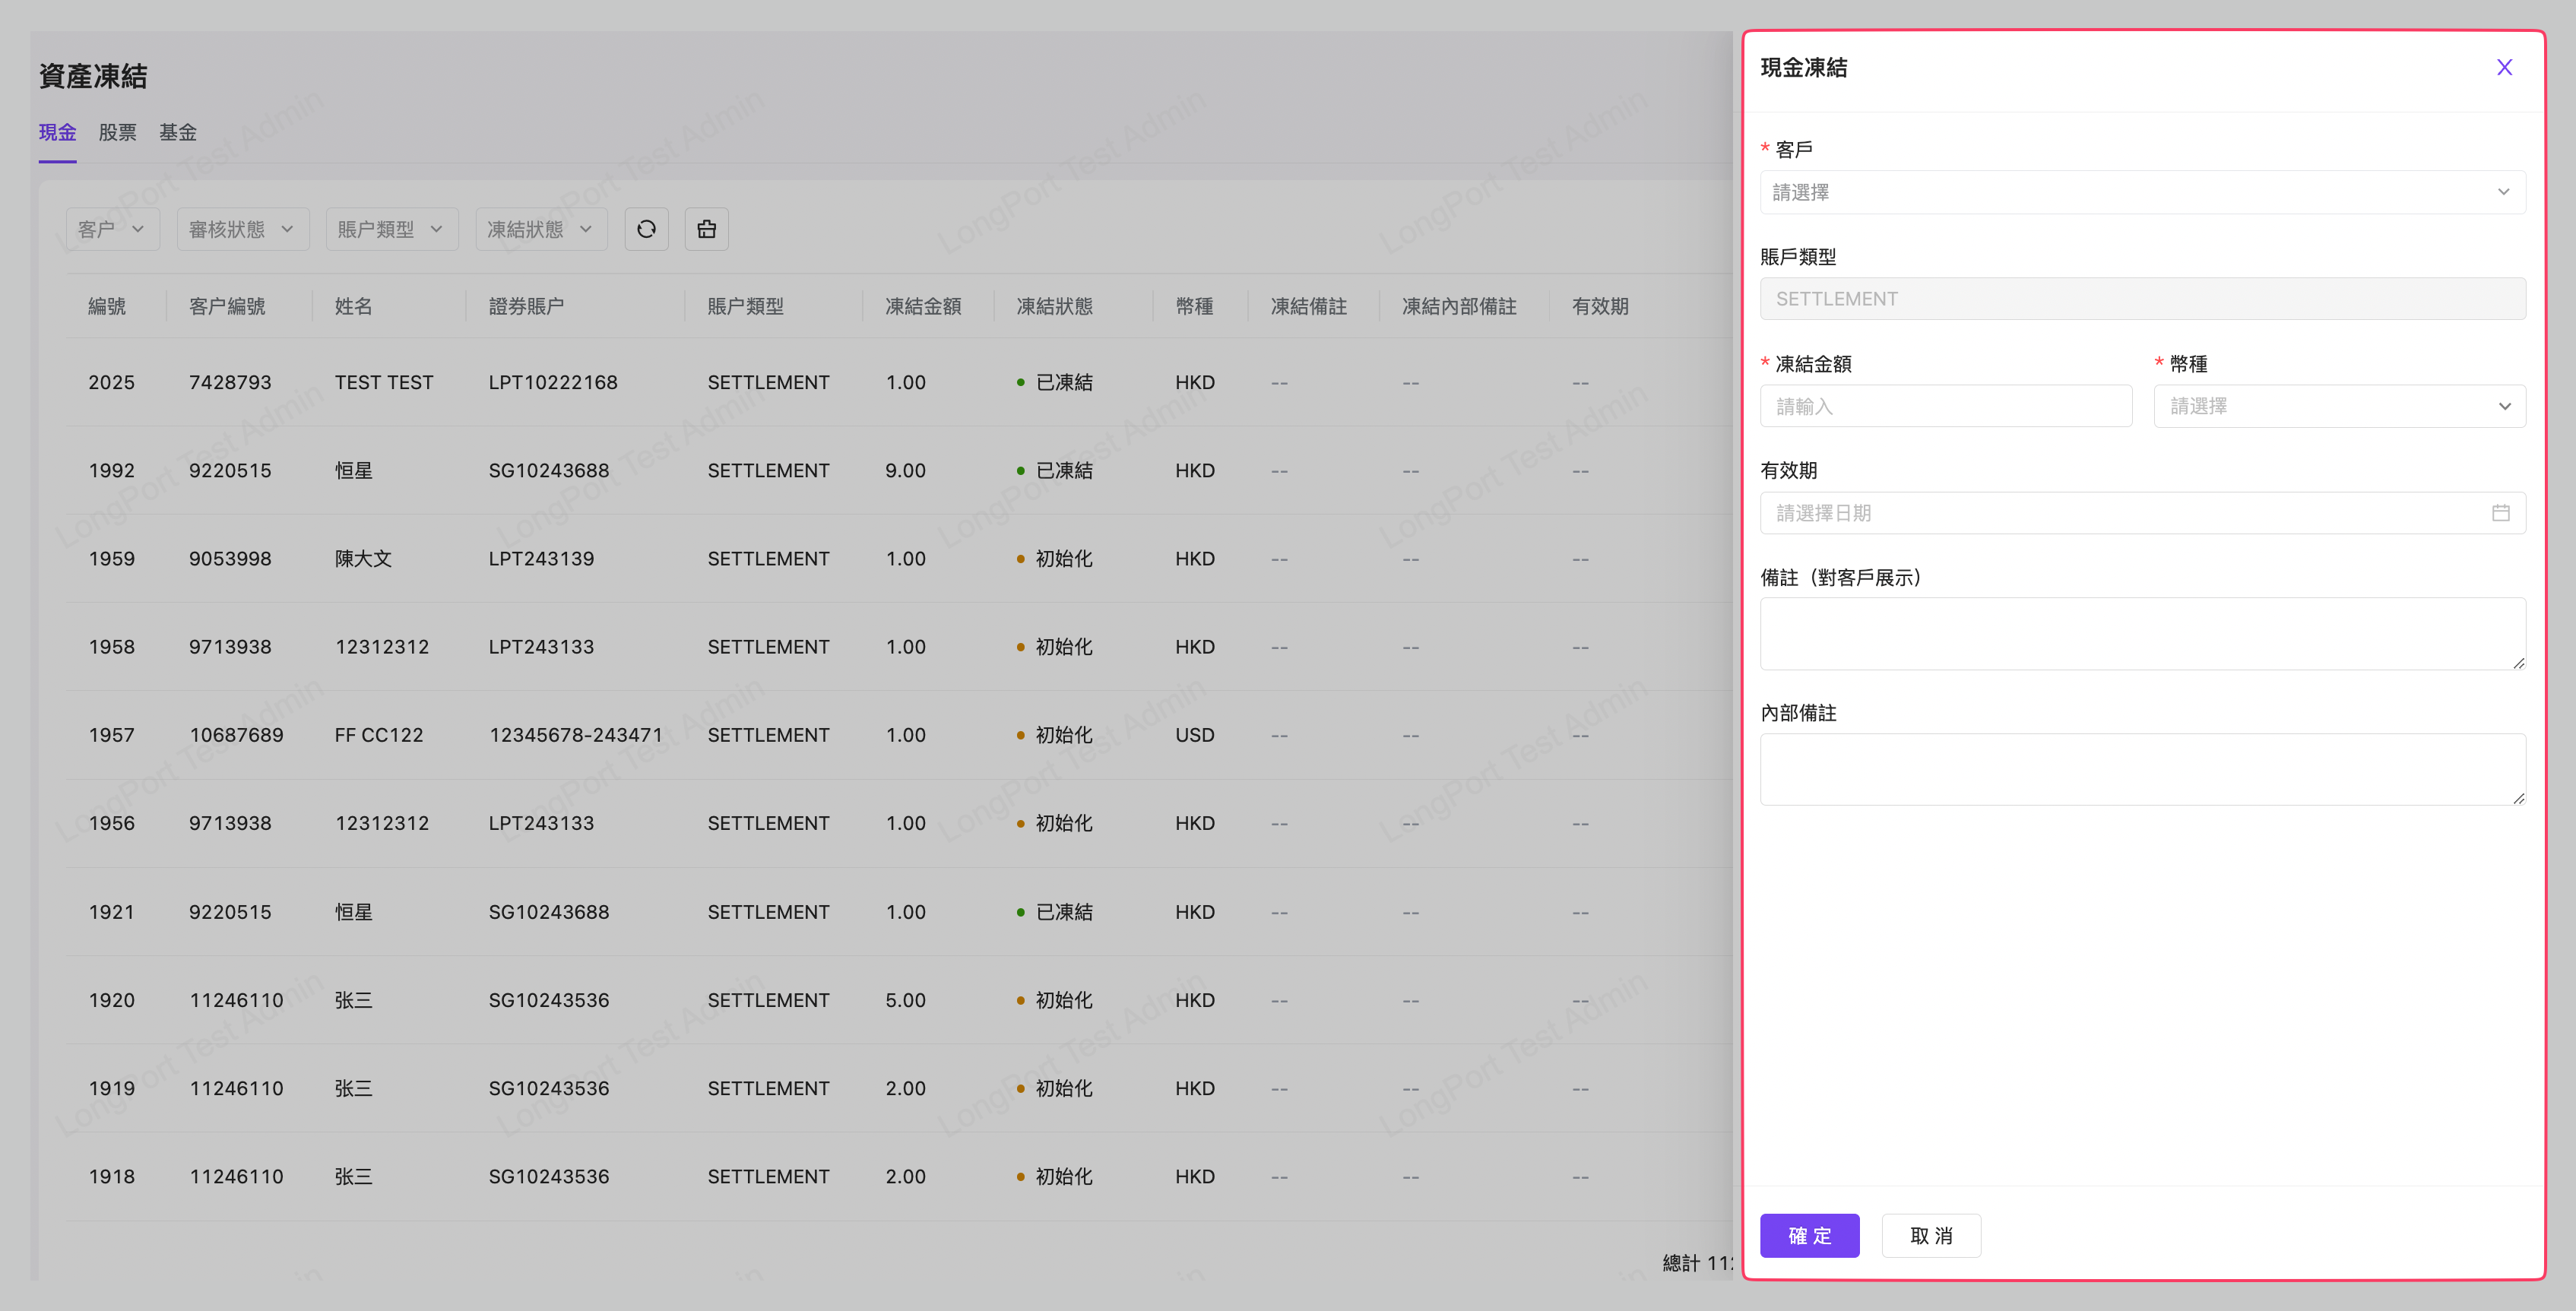 資產凍結
現金 股票 基金
客户 審核狀態 賬户類型 凍結狀態
編號 客户編號 姓名 證券賬户 賬户類型 凍結金額 凍結狀態 幣種 凍結備註 凍結內部備註 有效期
2025 7428793 TEST TEST LPT10222168 SETTLEMENT 1.00 已凍結 HKD -- -- --
1992 9220515 恒星 SG10243688 SETTLEMENT 9.00 已凍結 HKD -- -- --
1959 9053998 陳大文 LPT243139 SETTLEMENT 1.00 初始化 HKD -- -- --
1958 9713938 12312312 LPT243133 SETTLEMENT 1.00 初始化 HKD -- -- --
1957 10687689 FF CC122 12345678-243471 SETTLEMENT 1.00 初始化 USD -- -- --
1956 9713938 12312312 LPT243133 SETTLEMENT 1.00 初始化 HKD -- -- --
1921 9220515 恒星 SG10243688 SETTLEMENT 1.00 已凍結 HKD -- -- --
1920 11246110 张三 SG10243536 SETTLEMENT 5.00 初始化 HKD -- -- --
1919 11246110 张三 SG10243536 SETTLEMENT 2.00 初始化 HKD -- -- --
1918 11246110 张三 SG10243536 SETTLEMENT 2.00 初始化 HKD -- -- --
總計
LongPort Test Admin
現金凍結
* 客戶
請選擇
賬戶類型
SETTLEMENT
* 凍結金額 * 幣種
請輸入 請選擇
有效期
請選擇日期
備註（對客戶展示）
內部備註
確定 取消